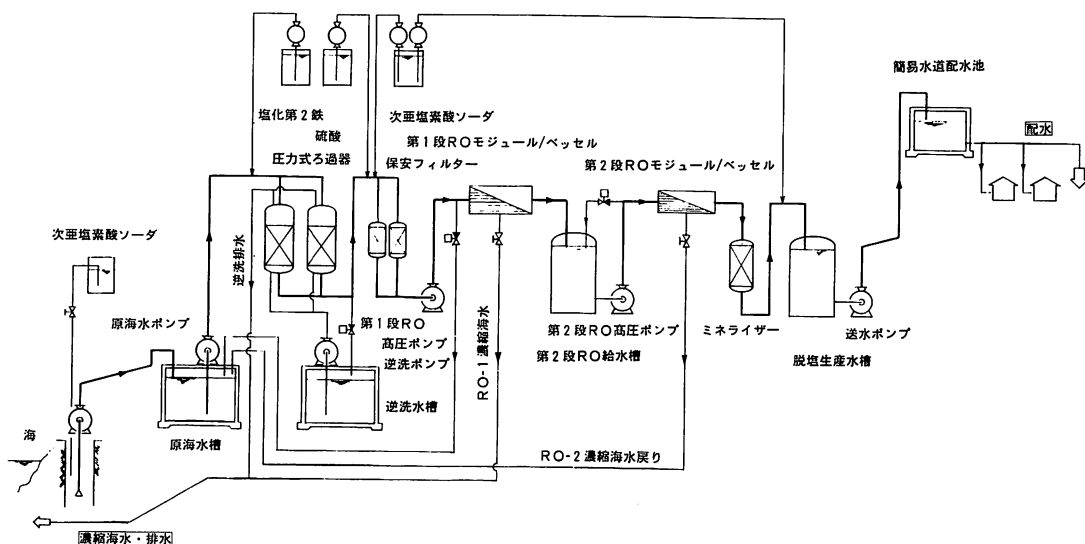 塩化第2鉄
硫酸
圧力式ろ過器
次亜塩素酸ソーダ
第1段ROモジュール/ベッセル
保安フィルター
第2段ROモジュール/ベッセル
簡易水道配水池
配水
次亜塩素酸ソーダ
逆洗排水
原海水ポンプ
第1段RO
高圧ポンプ
逆洗ポンプ
RO-1濃縮海水
第2段RO高圧ポンプ
第2段RO給水槽
ミネライザー
送水ポンプ
脱塩生産水槽
逆洗水槽
原海水槽
海
RO-2濃縮海水戻り
濃縮海水・排水